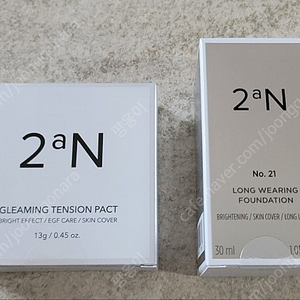 2aN
GLEAMING TENSION PACT
BRIGHT EFFECT / EGF CARE / SKIN COVER
13g / 0.45 oz.
2aN
No. 21
LONG WEARING
FOUNDATION
BRIGHTENING / SKIN COVER / LONG
30 ml